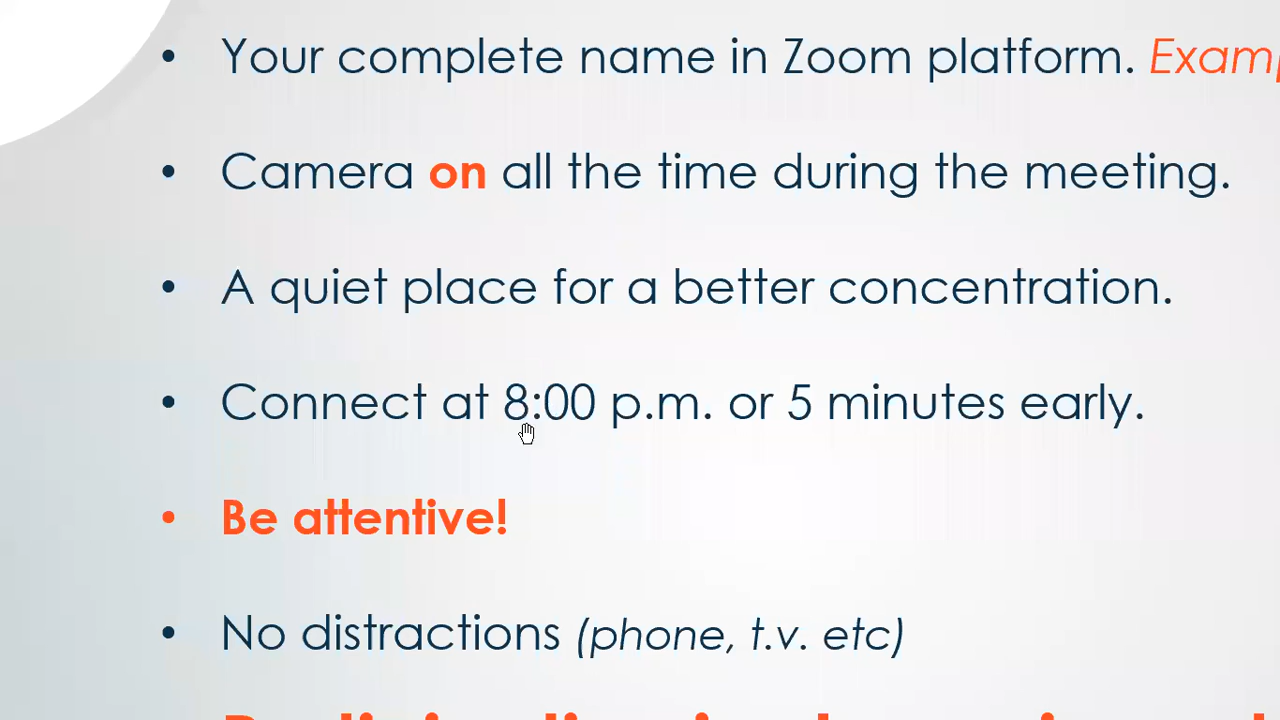 • Your complete name in Zoom platform.
• Camera on all the time during the meeting.
• A quiet place for a better concentration.
• Connect at 8:00 p.m. or 5 minutes early.
• Be attentive!
• No distractions (phone, t.v. etc)